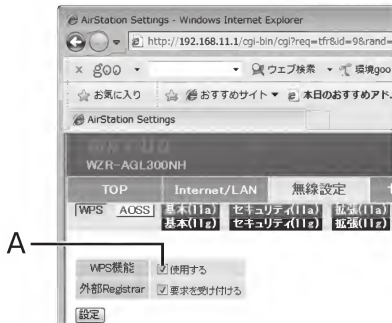 AirStation Settings - Windows Internet Explorer
http://192.168.11.1/cgi-bin/cgi?req=tfr&id=9&rand=
× goo ウェブ検索 環境goo
お気に入り おすすめサイト ▼ 本日のおすすめアド
AirStation Settings
WZR-AGL300NH
TOP Internet/LAN 無線設定
WPS AOSS 基本(11a) セキュリティ(11a) 拡張(11a)
基本(11g) セキュリティ(11g) 拡張(11g)
A
WPS機能 使用する
外部Registrar 要求を受け付ける
設定